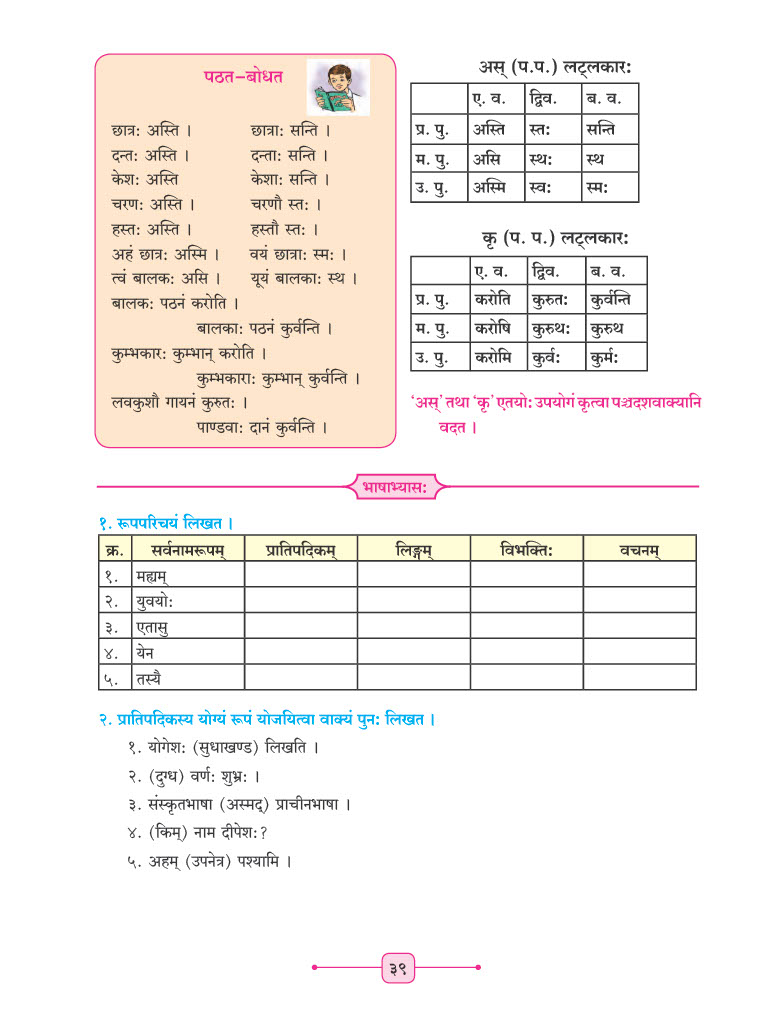 पठत–बोधत
छात्रः अस्ति ।	छात्राः सन्ति ।
दन्तः अस्ति ।	दन्ताः सन्ति ।
केशः अस्ति	केशाः सन्ति ।
चरणः अस्ति ।	चरणौ स्तः ।
हस्तः अस्ति ।	हस्तौ स्तः ।
अहं छात्रः अस्मि ।	वयं छात्राः स्मः ।
त्वं बालकः असि ।	यूयं बालकाः स्थ ।
बालकः पठनं करोति ।
बालकाः पठनं कुर्वन्ति ।
कुम्भकारः कुम्भान् करोति ।
कुम्भकाराः कुम्भान् कुर्वन्ति ।
लवकुशौ गायनं कुरुतः ।
पाण्डवाः दानं कुर्वन्ति ।
अस् (प.प.) लट्लकारः
ए. व.	द्विव.	ब. व.
प्र. पु.	अस्ति	स्तः	सन्ति
म. पु.	असि	स्थः	स्थ
उ. पु.	अस्मि	स्वः	स्मः
कृ (प. प.) लट्लकारः
ए. व.	द्विव.	ब. व.
प्र. पु.	करोति	कुरुतः	कुर्वन्ति
म. पु.	करोषि	कुरुथः	कुरुथ
उ. पु.	करोमि	कुर्वः	कुर्मः
‘अस्’ तथा ‘कृ’ एतयोः उपयोगं कृत्वा पञ्चदशवाक्यानि
वदत ।
भाषाभ्यासः
१. रूपपरिचयं लिखत ।
क्र.	सर्वनामरूपम्	प्रातिपदिकम्	लिङ्गम्	विभक्तिः	वचनम्
१.	मह्यम्
२.	युवयोः
३.	एतासु
४.	येन
५.	तस्यै
२. प्रातिपदिकस्य योग्यं रूपं योजयित्वा वाक्यं पुनः लिखत ।
१. योगेशः (सुधाखण्ड) लिखति ।
२. (दुग्ध) वर्णः शुभ्रः ।
३. संस्कृतभाषा (अस्मद्) प्राचीनभाषा ।
४. (किम्) नाम दीपेशः?
५. अहम् (उपनेत्र) पश्यामि ।
३९